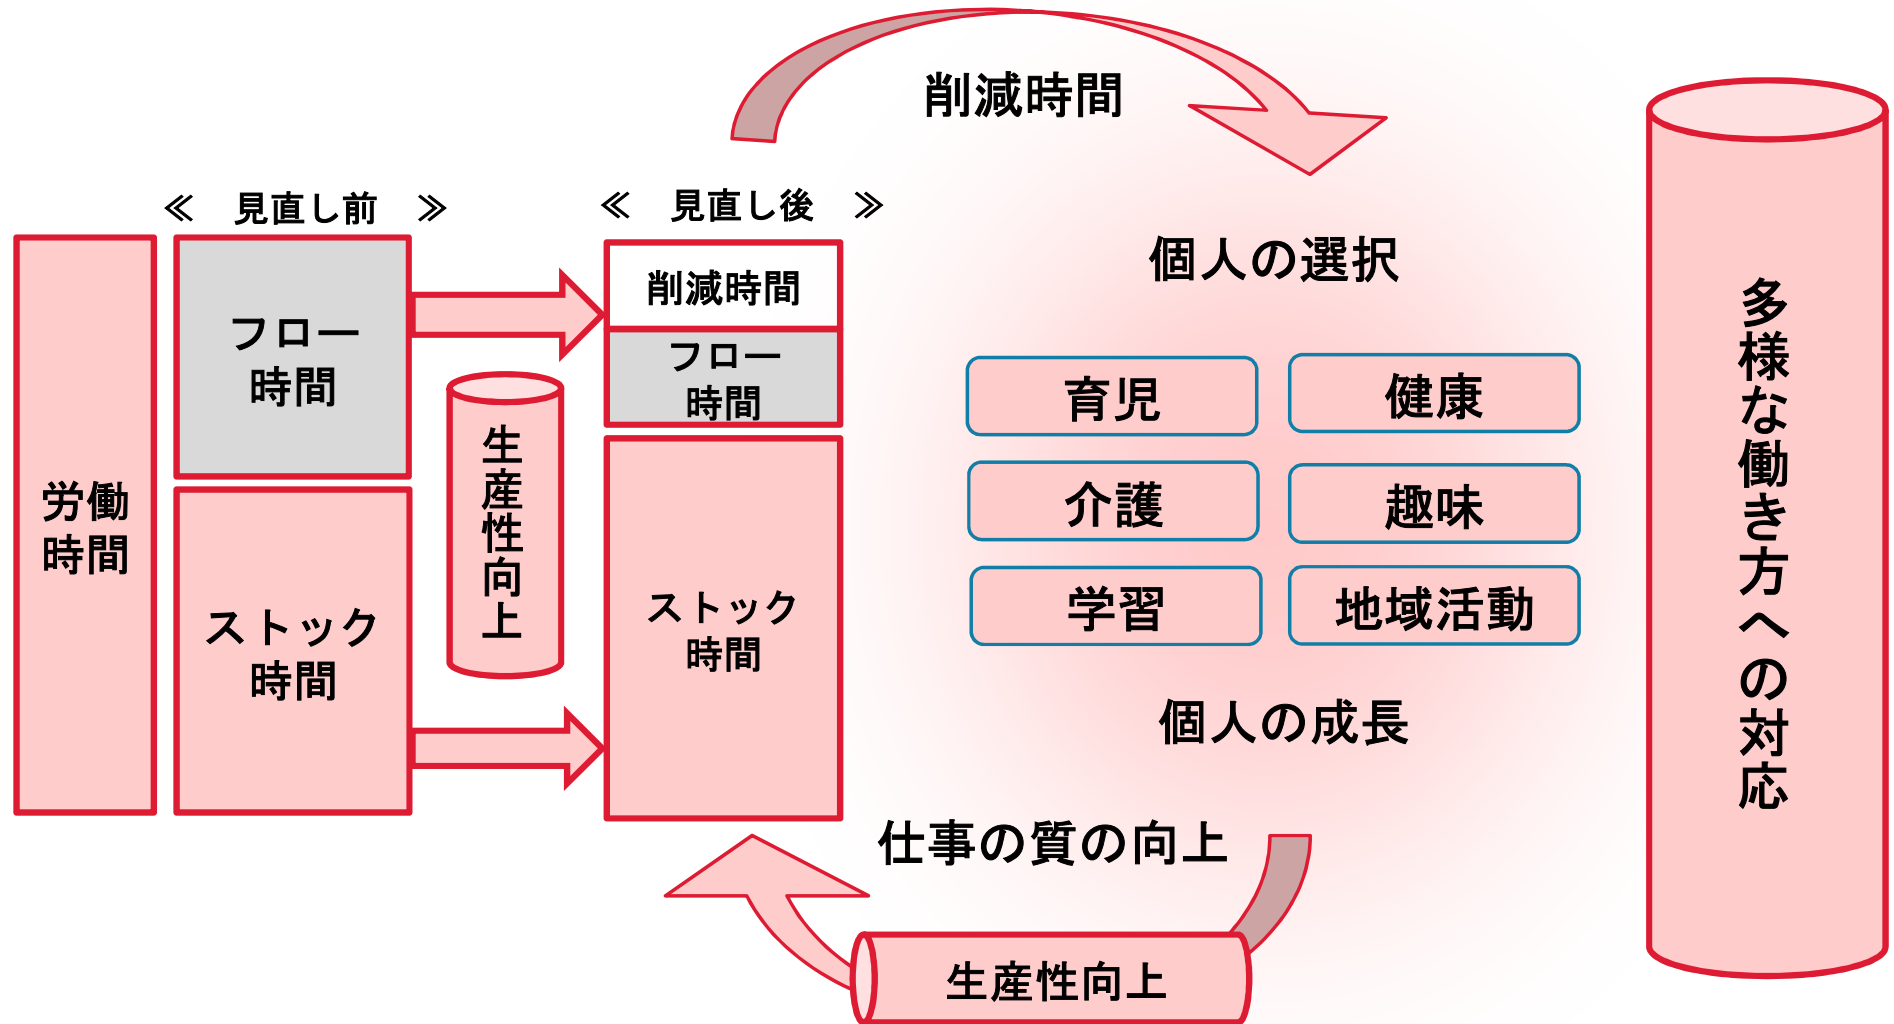 削減時間
≪ 見直し前 ≫
≪ 見直し後 ≫
労働
時間
フロー
時間
ストック
時間
生産性向上
削減時間
フロー
時間
ストック
時間
個人の選択
育児
健康
介護
趣味
学習
地域活動
個人の成長
仕事の質の向上
生産性向上
多様な働き方への対応